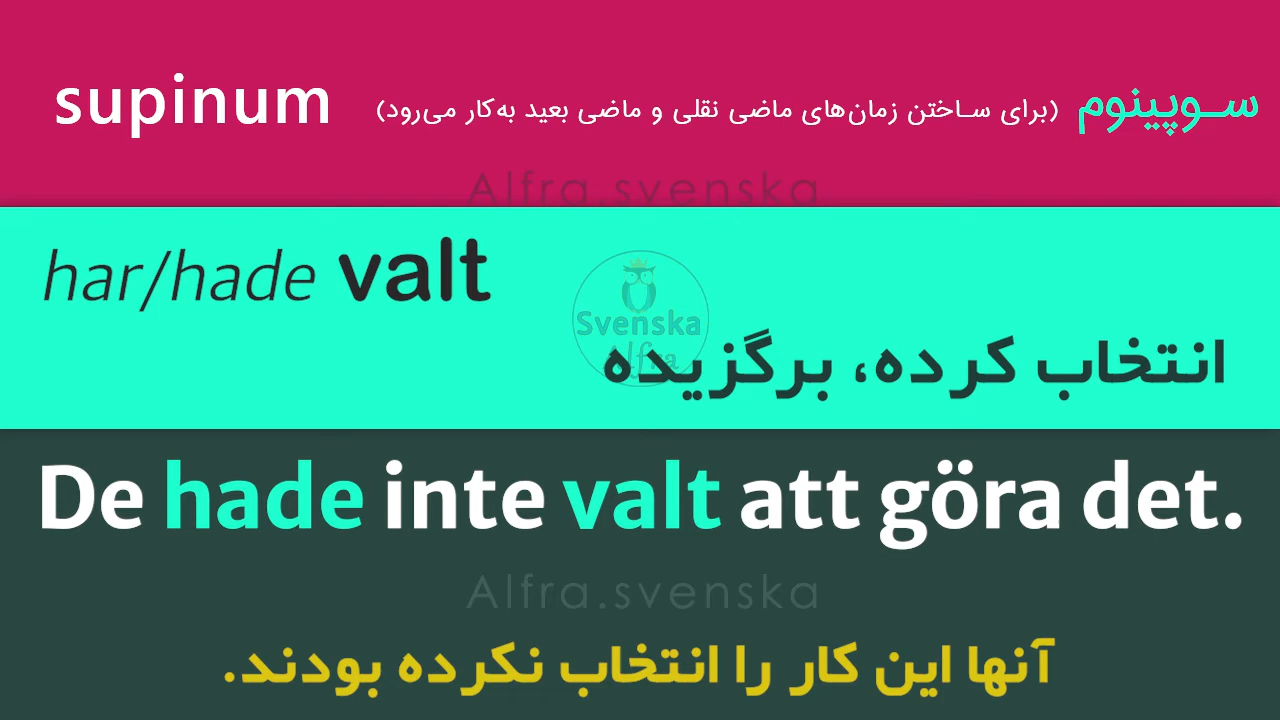 supinum سوپینوم (برای ساختن زمان‌های ماضی نقلی و ماضی بعید به‌کار می‌رود)
Alfra.svenska
har/hade valt
Svenska
Alfra
انتخاب کرده، برگزیده
De hade inte valt att göra det.
Alfra.svenska
آنها این کار را انتخاب نکرده بودند.